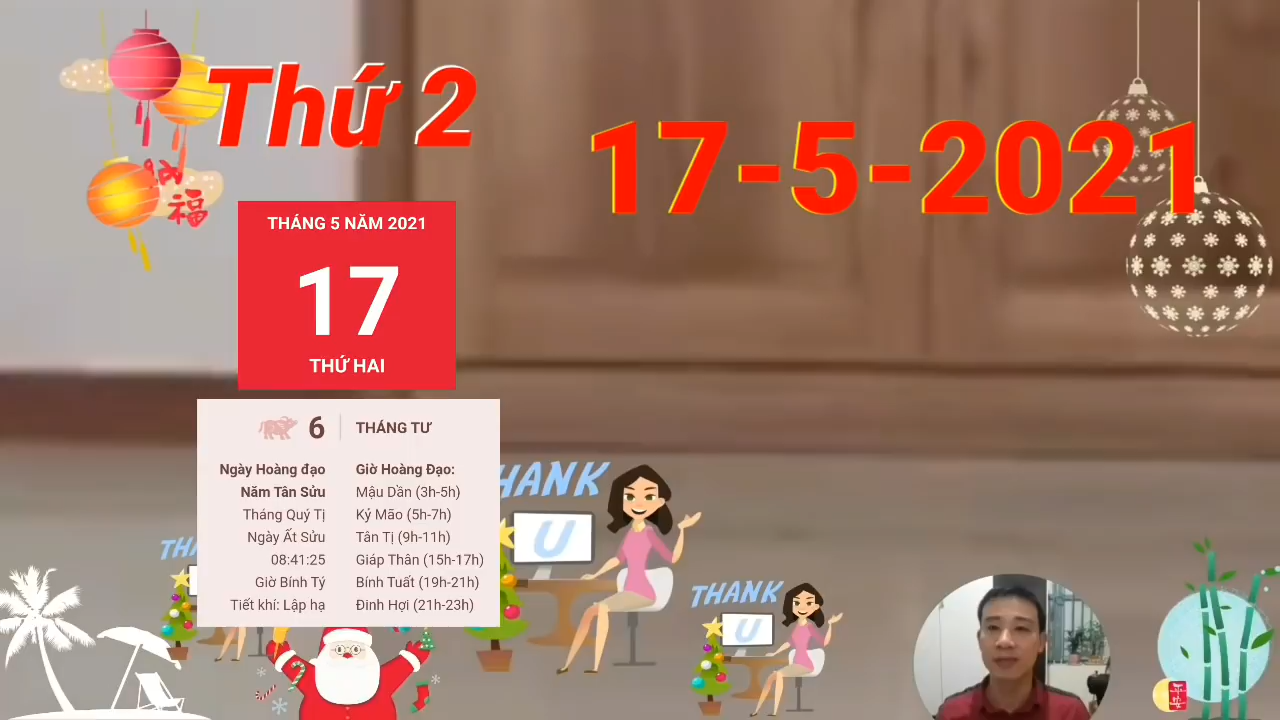 Thứ 2
17-5-2021
福
THÁNG 5 NĂM 2021
17
THỨ HAI
6 THÁNG TƯ
Ngày Hoàng đạo
Năm Tân Sửu
Tháng Quý Tị
Ngày Ất Sửu
08:41:25
Giờ Bính Tý
Tiết khí: Lập hạ
Giờ Hoàng Đạo:
Mậu Dần (3h-5h)
Kỷ Mão (5h-7h)
Tân Tị (9h-11h)
Giáp Thân (15h-17h)
Bính Tuất (19h-21h)
Đinh Hợi (21h-23h)
HANK
U
THA
THANK
U